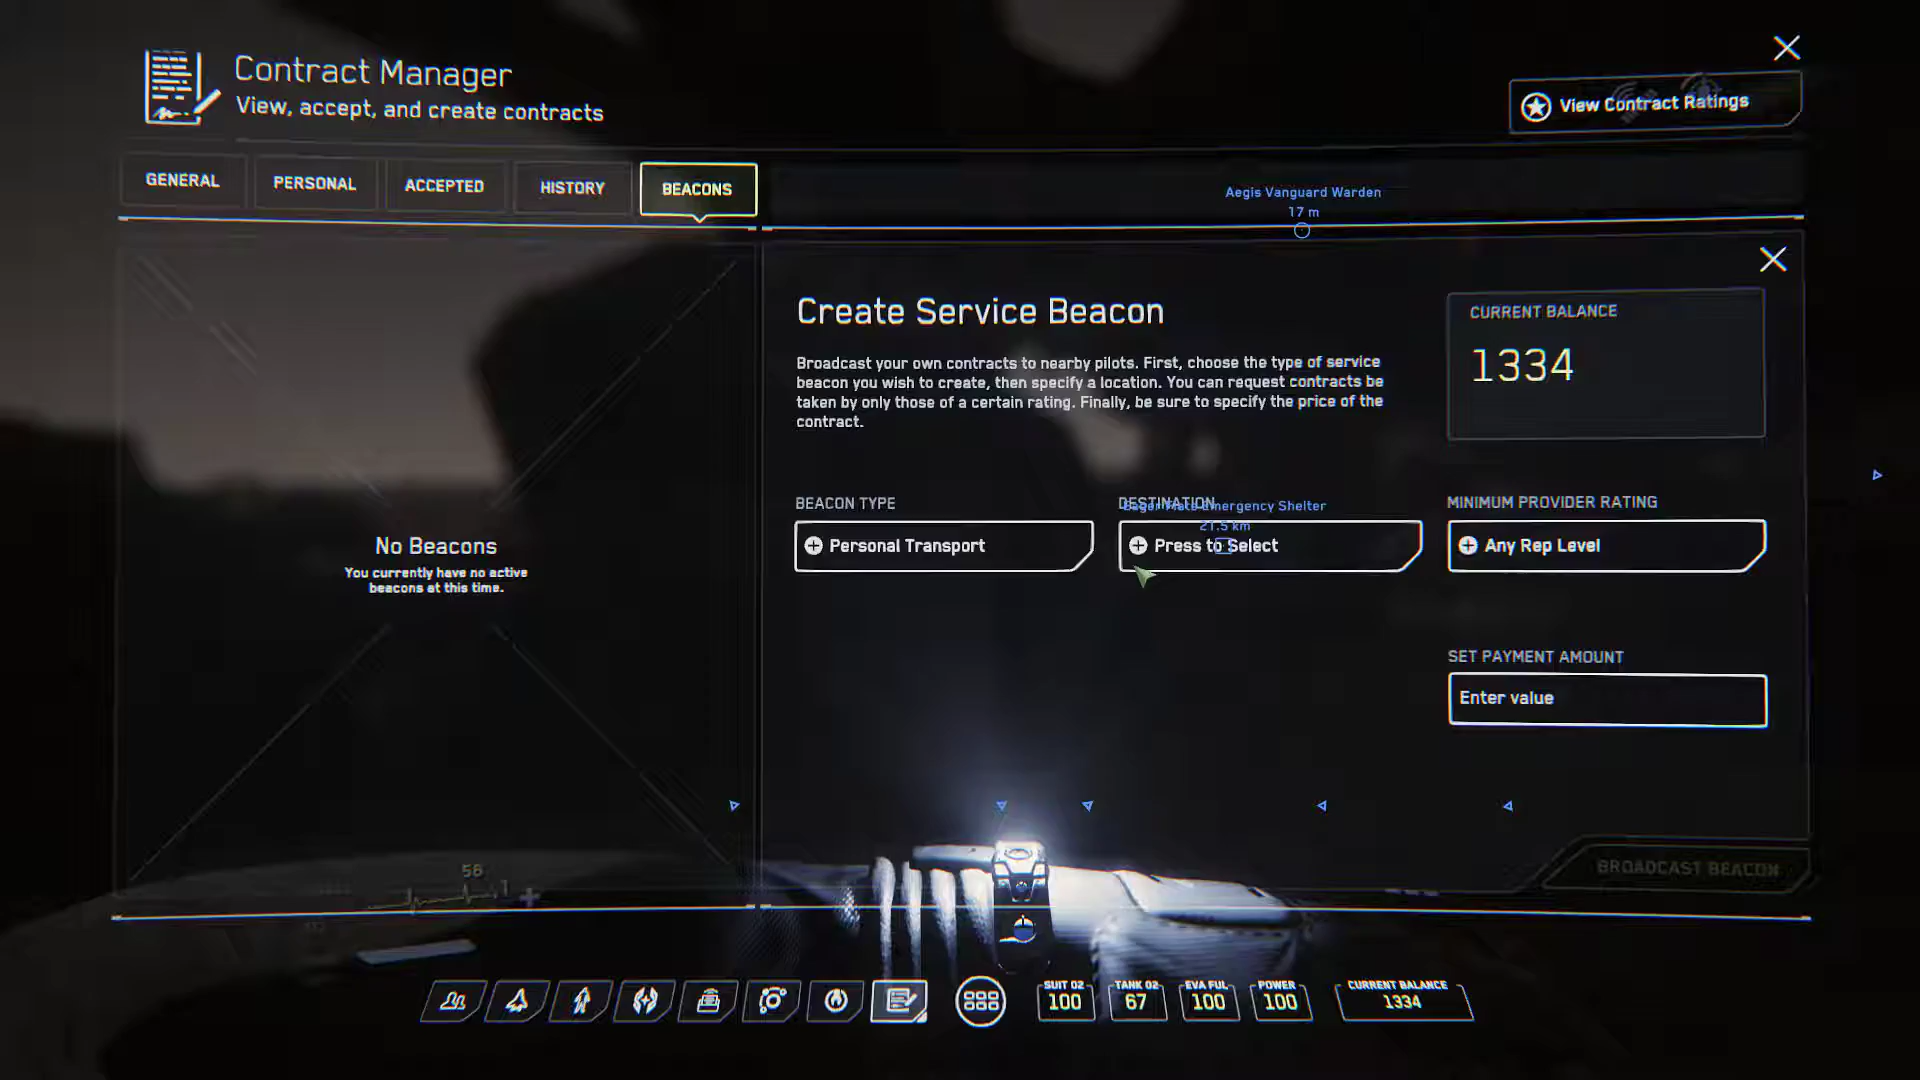 Contract Manager
View, accept, and create contracts
View Contract Ratings
GENERAL
PERSONAL
ACCEPTED
HISTORY
BEACONS
Aegis Vanguard Warden
17 m
Create Service Beacon
Broadcast your own contracts to nearby pilots. First, choose the type of service
beacon you wish to create, then specify a location. You can request contracts be
taken by only those of a certain rating. Finally, be sure to specify the price of the
contract.
CURRENT BALANCE
1334
BEACON TYPE
Personal Transport
DESTINATION
Emergency Shelter
21.5 km
Press to Select
MINIMUM PROVIDER RATING
Any Rep Level
No Beacons
You currently have no active
beacons at this time.
SET PAYMENT AMOUNT
Enter value
BROADCAST BEACON
56
SUIT O2
100
TANK O2
67
EVA FUL
100
POWER
100
CURRENT BALANCE
1334